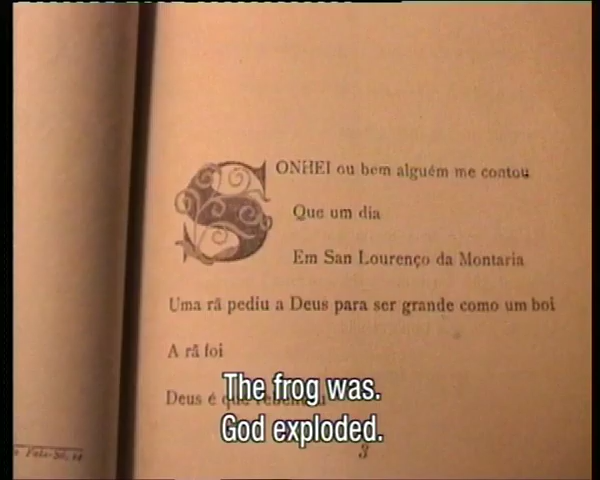 SONHEI ou bem alguém me contou
Que um dia
Em San Lourenço da Montaria
Uma rã pediu a Deus para ser grande como um boi
A rã foi
Deus é que
The frog was.
God exploded.
3